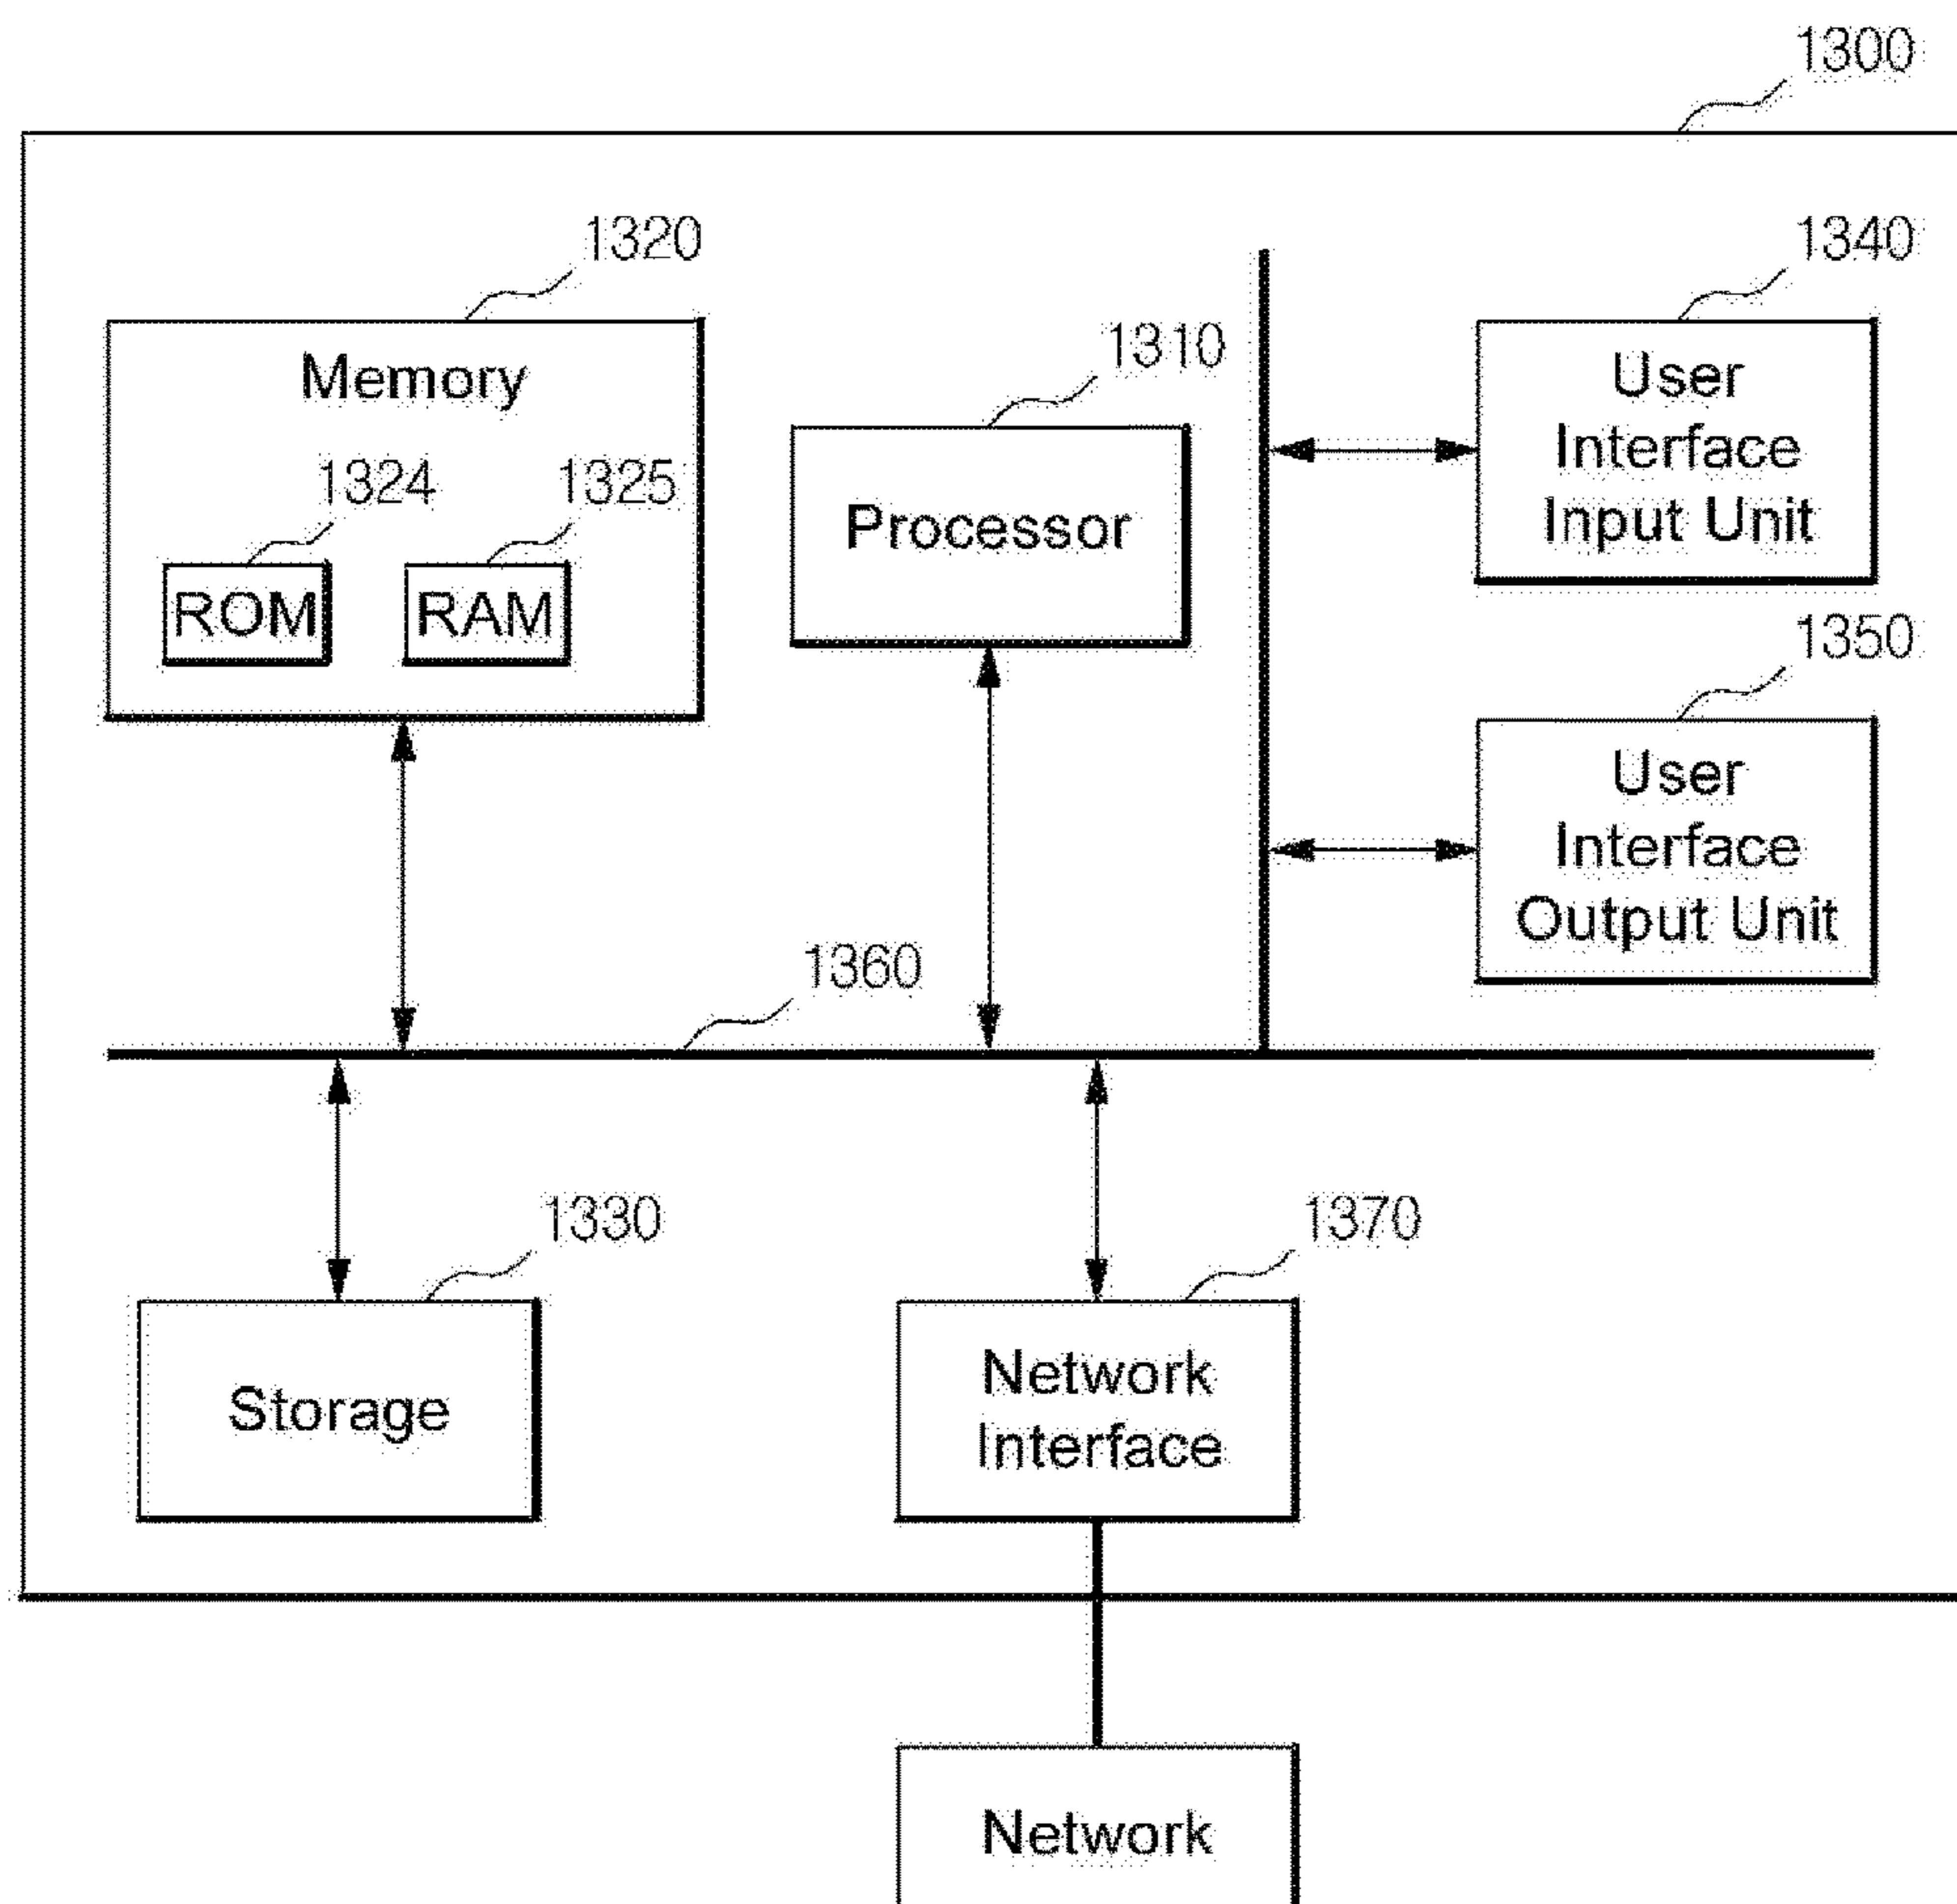 1300
1320
1340
1310
Memory
User
Interface
Input Unit
1324
1325
Processor
ROM
RAM
1350
User
Interface
Output Unit
1360
1330
1370
Storage
Network
Interface
Network